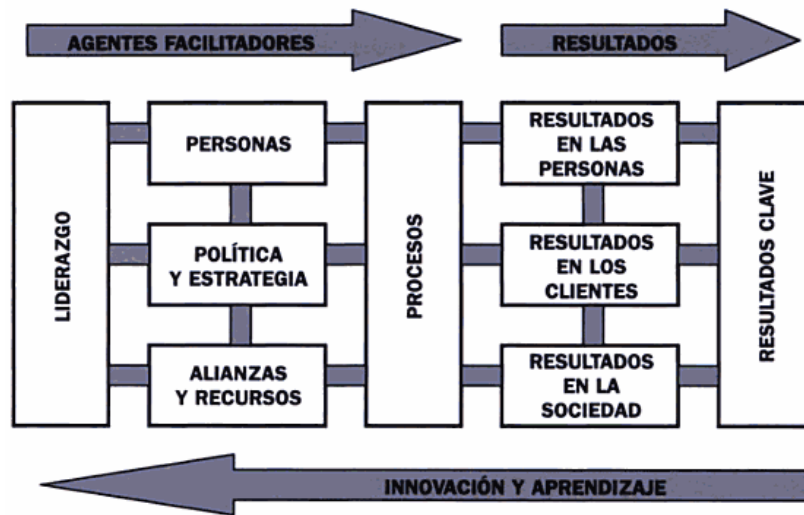 AGENTES FACILITADORES
RESULTADOS
LIDERAZGO
PERSONAS
POLÍTICA
Y ESTRATEGIA
ALIANZAS
Y RECURSOS
PROCESOS
RESULTADOS
EN LAS
PERSONAS
RESULTADOS
EN LOS
CLIENTES
RESULTADOS
EN LA
SOCIEDAD
RESULTADOS CLAVE
INNOVACIÓN Y APRENDIZAJE